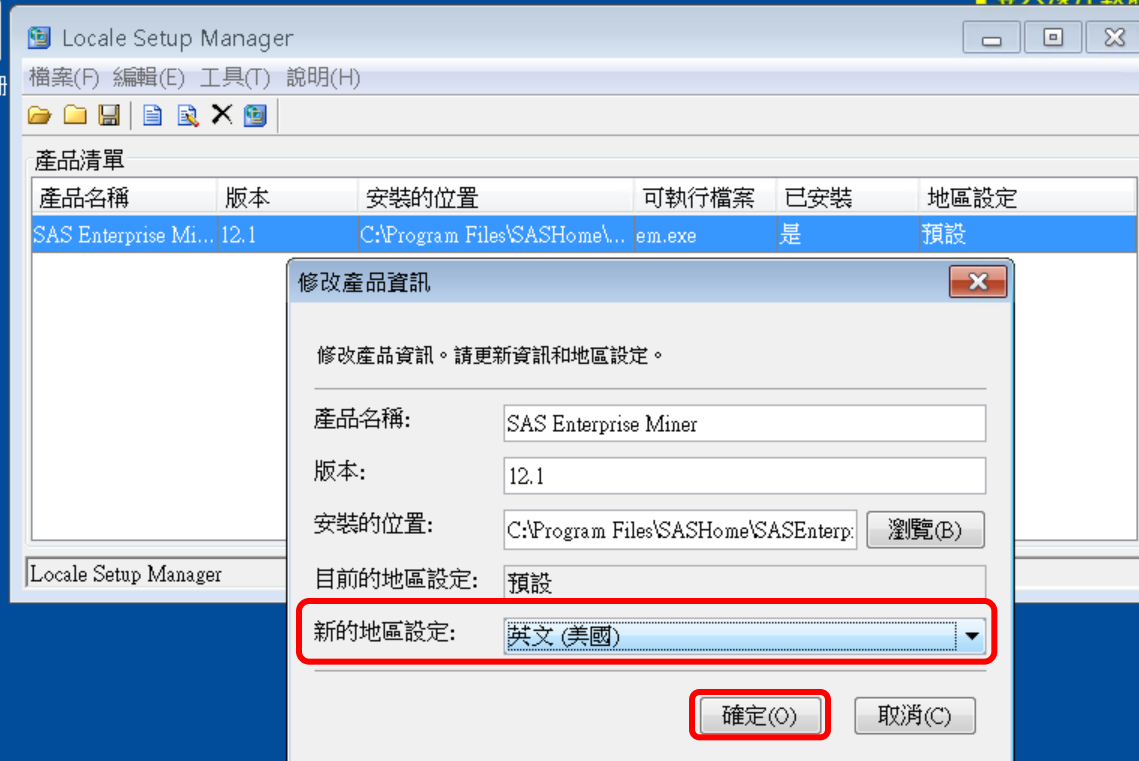 Locale Setup Manager
檔案(F) 編輯(E) 工具(T) 說明(H)
產品清單
產品名稱 版本 安裝的位置 可執行檔案 已安裝 地區設定
SAS Enterprise Mi... 12.1 C:\Program Files\SASHome\... em.exe 是 預設
修改產品資訊
修改產品資訊。請更新資訊和地區設定。
產品名稱: SAS Enterprise Miner
版本: 12.1
安裝的位置: C:\Program Files\SASHome\SASEnterp: 瀏覽(B)
目前的地區設定: 預設
新的地區設定: 英文 (美國)
確定(O) 取消(C)
Locale Setup Manager